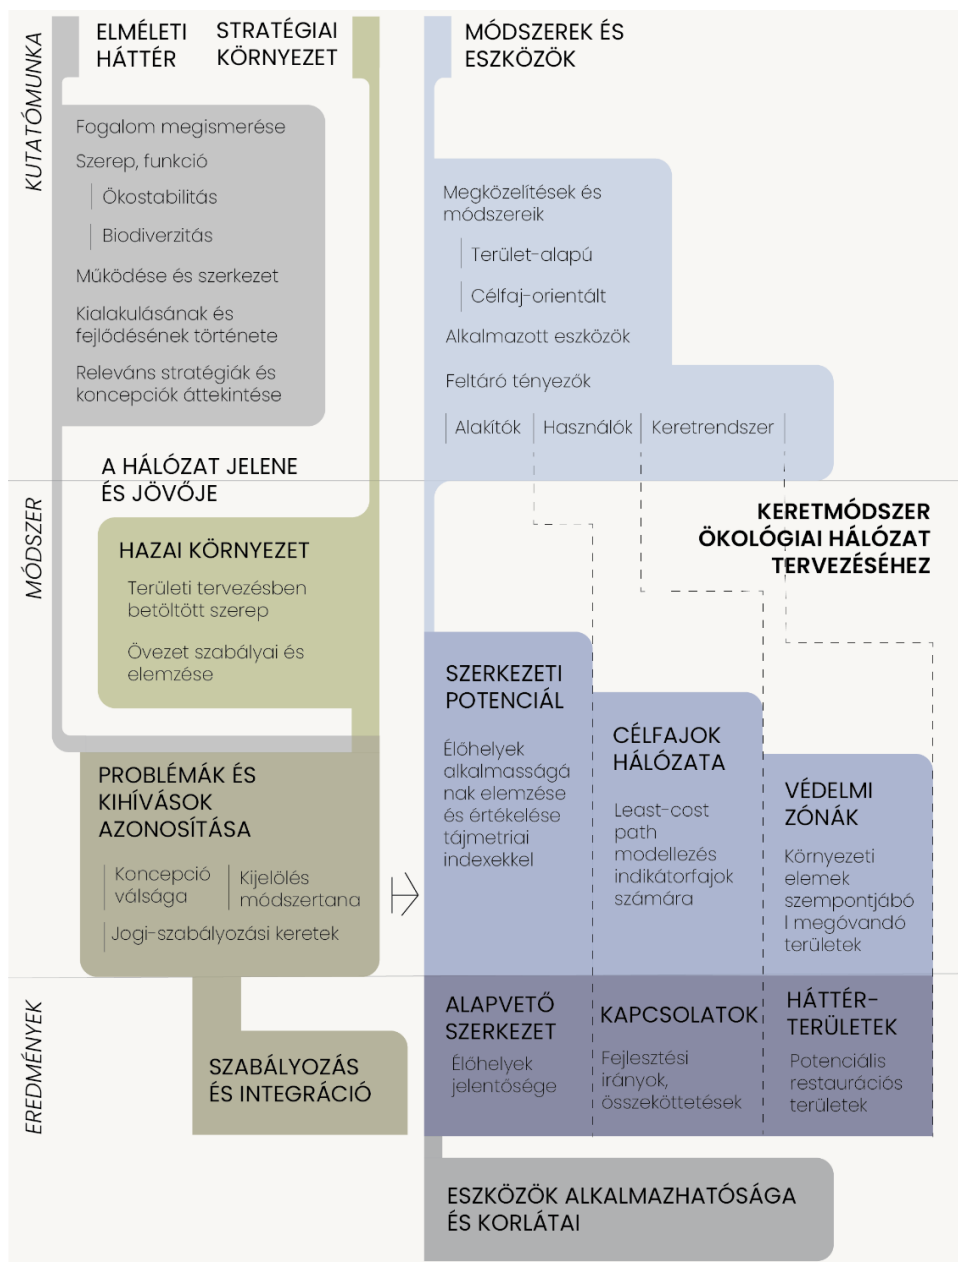 KUTATÓMUNKA
ELMÉLETI
HÁTTÉR
STRATÉGIAI
KÖRNYEZET
Fogalom megismerése
Szerep, funkció
Ökostabilitás
Biodiverzitás
Működése és szerkezet
Kialakulásának és
fejlődésének története
Releváns stratégiák és
koncepciók áttekintése
MÓDSZEREK ÉS
ESZKÖZÖK
Megközelítések és
módszereik
Terület-alapú
Célfaj-orientált
Alkalmazott eszközök
Feltáró tényezők
Alakítók
Használók
Keretrendszer
MÓDSZER
A HÁLÓZAT JELENE
ÉS JÖVŐJE
HAZAI KÖRNYEZET
Területi tervezésben
betöltött szerep
Övezet szabályai és
elemzése
PROBLÉMÁK ÉS
KIHÍVÁSOK
AZONOSÍTÁSA
Koncepció
válsága
Kijelölés
módszertana
Jogi-szabályozási keretek
KERETMÓDSZER
ÖKOLÓGIAI HÁLÓZAT
TERVEZÉSÉHEZ
SZERKEZETI
POTENCIÁL
Élőhelyek
alkalmasságá
nak elemzése
és értékelése
tájmetriai
indexekkel
CÉLFAJOK
HÁLÓZATA
Least-cost
path
modellezés
indikátorfajok
számára
VÉDELMI
ZÓNÁK
Környezeti
elemek
szempontjábó
l megóvandó
területek
EREDMÉNYEK
SZABÁLYOZÁS
ÉS INTEGRÁCIÓ
ALAPVETŐ
SZERKEZET
Élőhelyek
jelentősége
KAPCSOLATOK
Fejlesztési
irányok,
összeköttetések
HÁTTÉR-
TERÜLETEK
Potenciális
restaurációs
területek
ESZKÖZÖK ALKALMAZHATÓSÁGA
ÉS KORLÁTAI